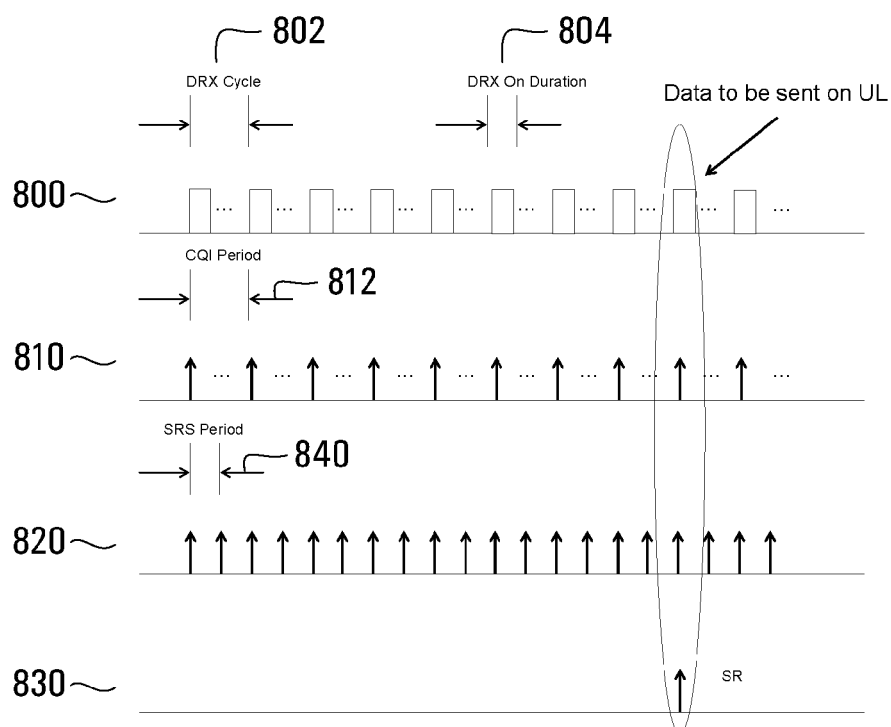 802
804
DRX Cycle
DRX On Duration
Data to be sent on UL
800
... ... ... ... ... ... ... ... ... ...
CQI Period
812
810
... ... ... ... ... ... ... ... ... ...
SRS Period
840
820
830
SR